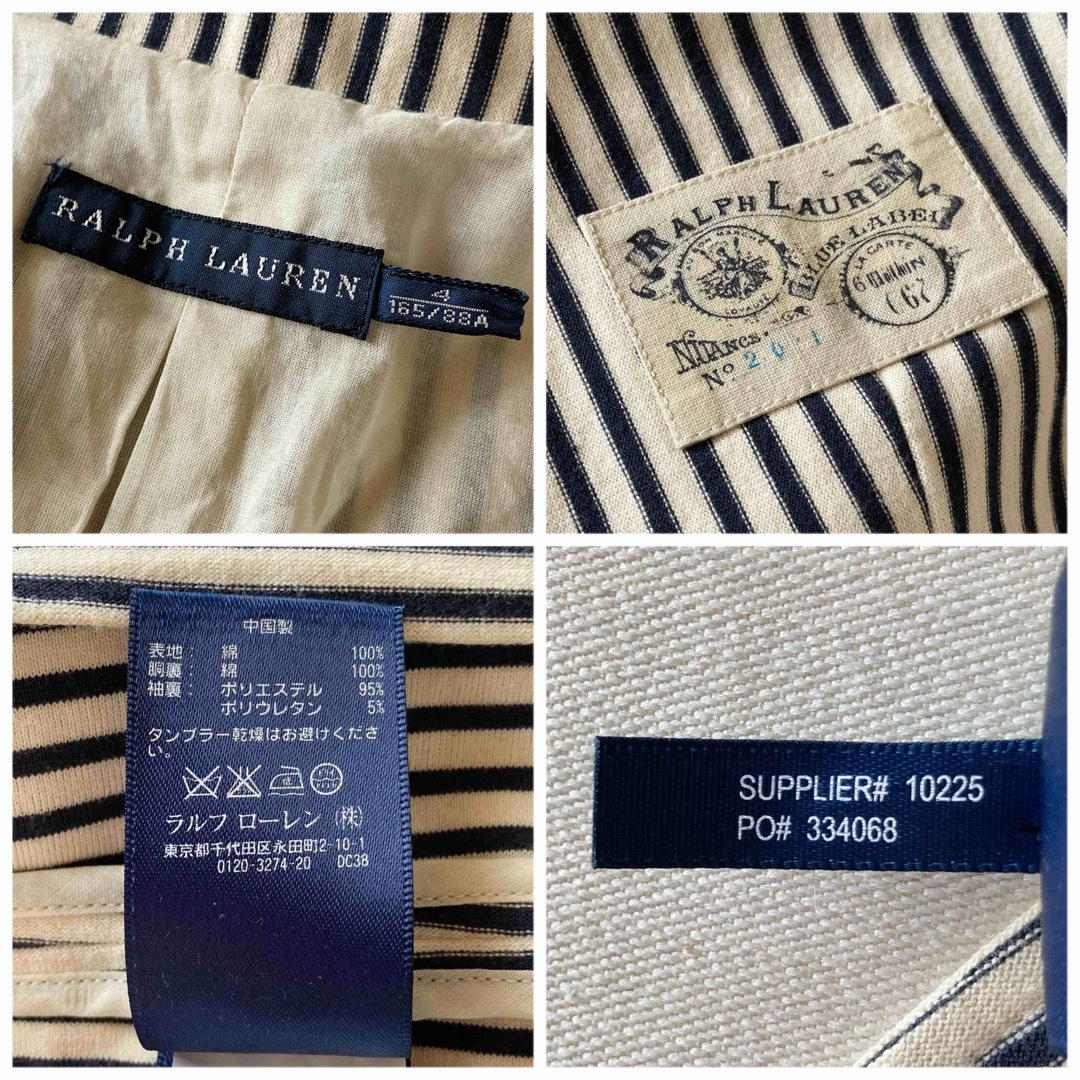 RALPH LAUREN
4
165/88A
RALPH LAUREN
BLUE LABEL
LA CARTE
67
No. 20.1
中国製
表地: 綿 100%
胴裏: 綿 100%
袖裏: ポリエステル 95%
ポリウレタン 5%
タンブラー乾燥はお避けくださ
い。
ラルフ ローレン (株)
東京都千代田区永田町2-10-1
0120-3274-20 DC38
SUPPLIER# 10225
PO# 334068